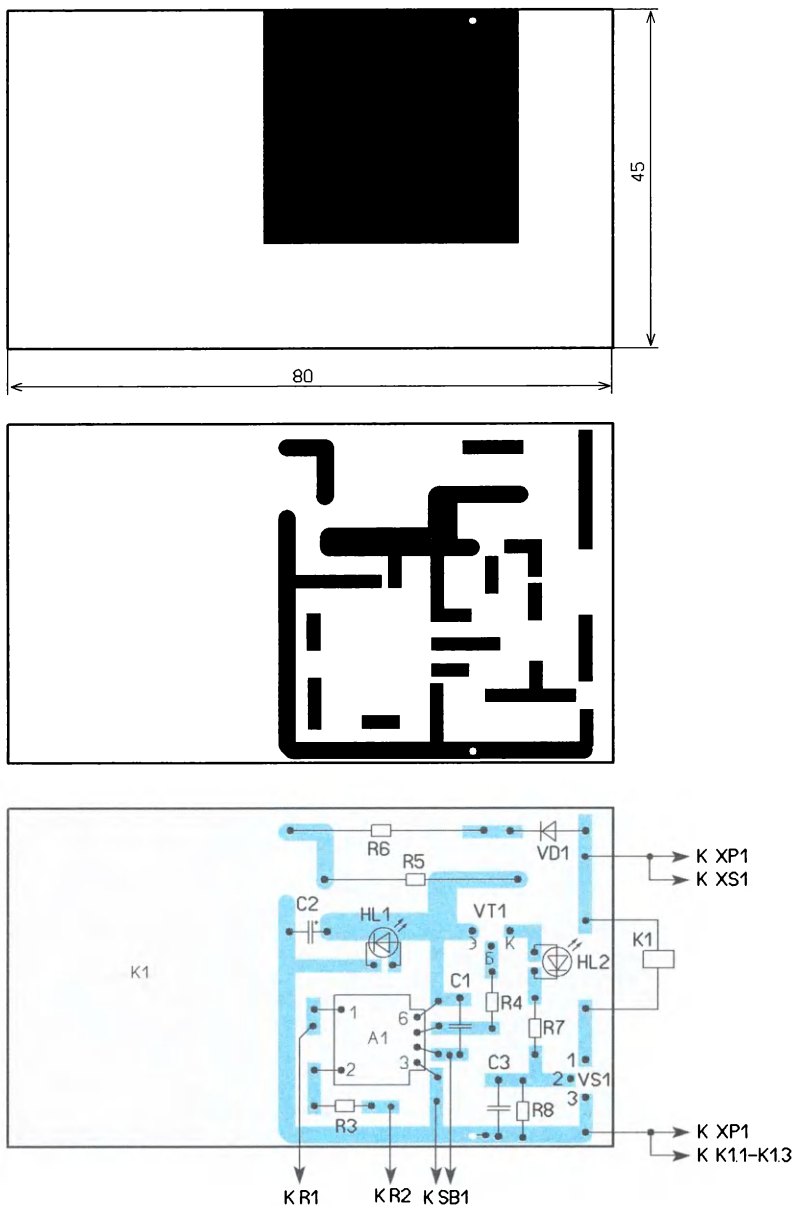 45
80
R6
VD1
K XP1
K XS1
R5
C2
HL1
VT1
Э
К
Б
K1
K1
HL2
C1
R4
1
6
A1
R7
2
3
C3
1
2
VS1
3
R3
R8
K XP1
K K1.1–K1.3
K R1
K R2
K SB1